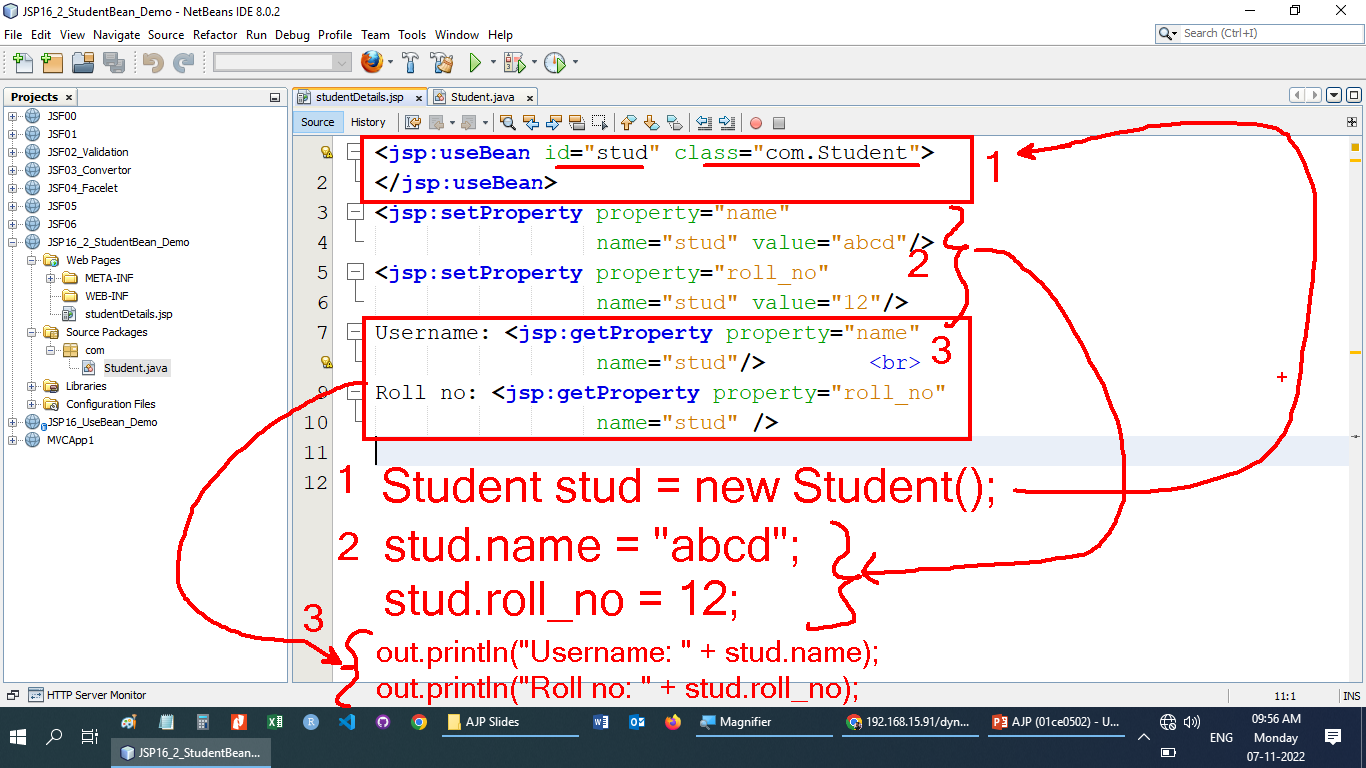 JSP16_2_StudentBean_Demo - NetBeans IDE 8.0.2
File Edit View Navigate Source Refactor Run Debug Profile Team Tools Window Help
Search (Ctrl+I)
Projects
studentDetails.jsp
Student.java
Source History
JSF00
JSF01
JSF02_Validation
JSF03_Convertor
JSF04_Facelet
JSF05
JSF06
JSP16_2_StudentBean_Demo
Web Pages
META-INF
WEB-INF
studentDetails.jsp
Source Packages
com
Student.java
Libraries
Configuration Files
JSP16_UseBean_Demo
MVCApp1
<jsp:useBean id="stud" class="com.Student"> 1
2 </jsp:useBean>
3 <jsp:setProperty property="name"
4 name="stud" value="abcd"/>
2
5 <jsp:setProperty property="roll_no"
6 name="stud" value="12"/>
7 Username: <jsp:getProperty property="name"
3
name="stud"/> <br>
9 Roll no: <jsp:getProperty property="roll_no"
10 name="stud" />
11
12
1 Student stud = new Student();
2 stud.name = "abcd";
stud.roll_no = 12;
3
out.println("Username: " + stud.name);
out.println("Roll no: " + stud.roll_no);
HTTP Server Monitor
11:1 INS
AJP Slides
Magnifier
192.168.15.91/dyn...
AJP (01ce0502) - U...
JSP16_2_StudentBean...
ENG
09:56 AM
Monday
07-11-2022